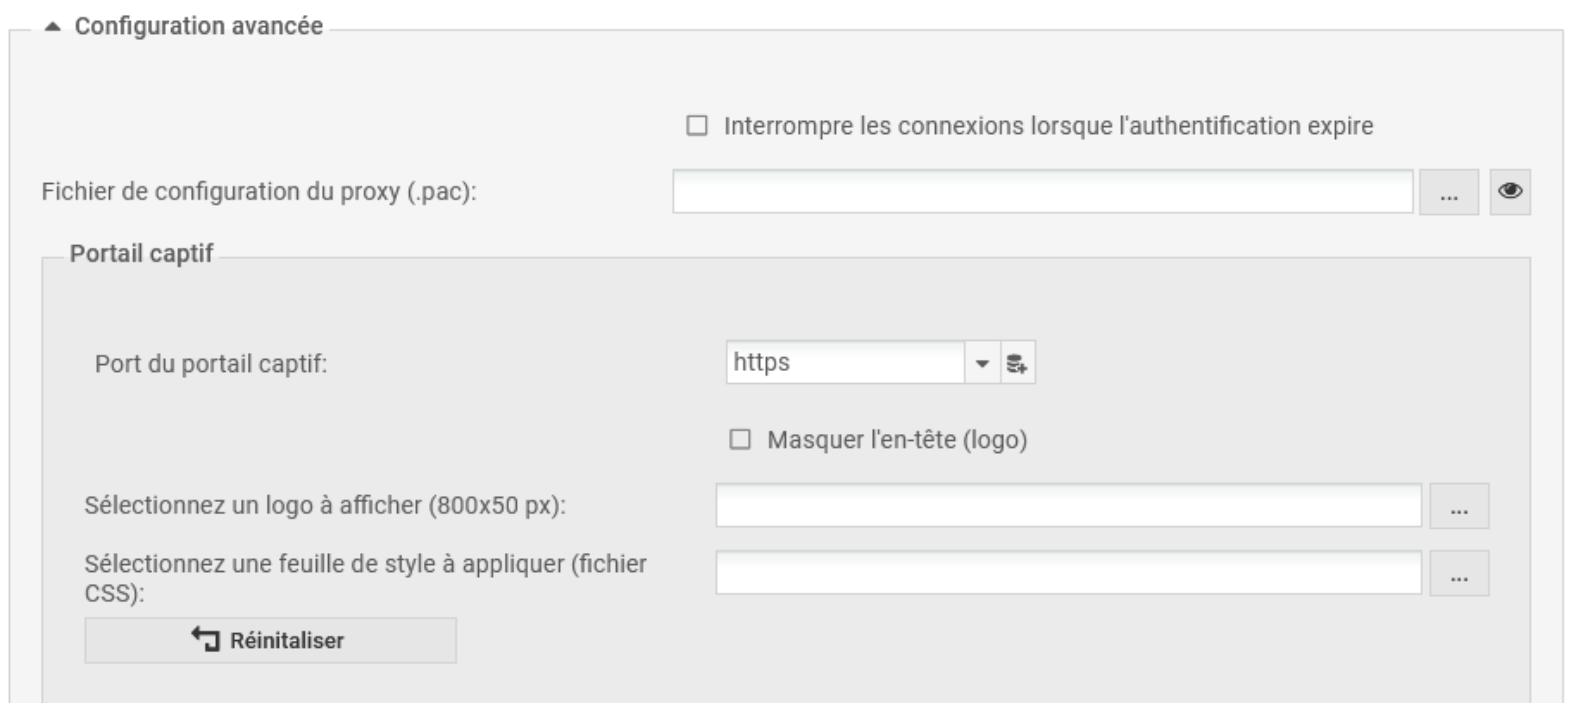 Configuration avancée
Interrompre les connexions lorsque l'authentification expire
Fichier de configuration du proxy (.pac):
...
Portail captif
Port du portail captif:
https
Masquer l'en-tête (logo)
Sélectionnez un logo à afficher (800x50 px):
...
Sélectionnez une feuille de style à appliquer (fichier
CSS):
...
Réinitaliser